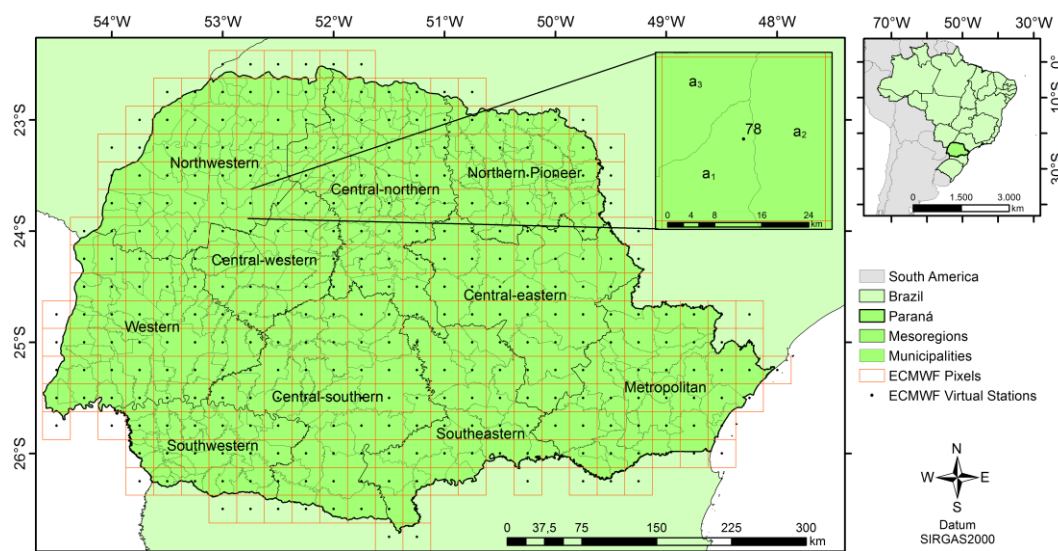 54°W 53°W 52°W 51°W 50°W 49°W 48°W
70°W 50°W 30°W
23°S
24°S
25°S
26°S
0°
10°S
30°S
a3
78
a2
a1
0 4 8 16 24
km
Northwestern
Central-northern
Northern Pioneer
Central-western
Central-eastern
Western
Central-southern
Metropolitan
Southwestern
Southeastern
0 37,5 75 150 225 300
km
0 1.500 3.000
km
South America
Brazil
Paraná
Mesoregions
Municipalities
ECMWF Pixels
ECMWF Virtual Stations
N
W E
S
Datum
SIRGAS2000